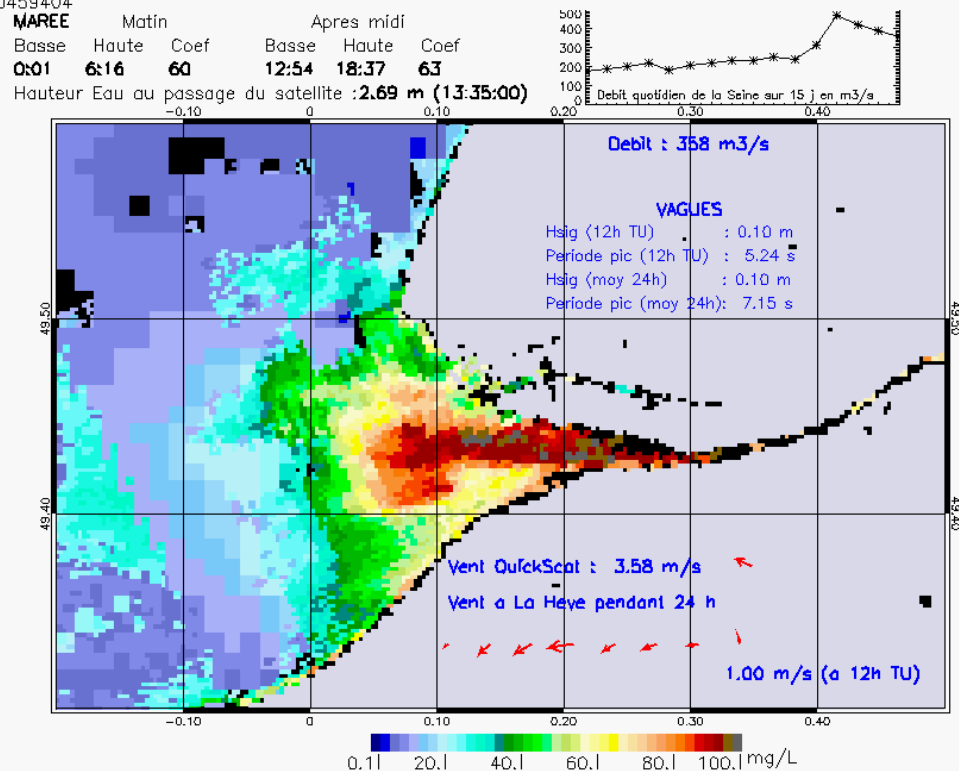 0459404
MAREE Matin Apres midi
Basse Haute Coef Basse Haute Coef
0:01 6:16 60 12:54 18:37 63
Hauteur Eau au passage du satellite : 2.69 m (13:35:00)
500
400
300
200
100
0
Debit quotidien de la Seine sur 15 j en m3/s
-0.10 0 0.10 0.20 0.30 0.40
Debit : 358 m3/s
VAGUES
Hsig (12h TU) : 0.10 m
Periode pic (12h TU) : 5.24 s
Hsig (moy 24h) : 0.10 m
Periode pic (moy 24h): 7.15 s
49.50 49.50
49.40 49.40
Vent QuickScat : 3.58 m/s
Vent a La Heve pendant 24 h
1.00 m/s (a 12h TU)
-0.10 0 0.10 0.20 0.30 0.40
0.1| 20.| 40.| 60.| 80.| 100.| mg/L